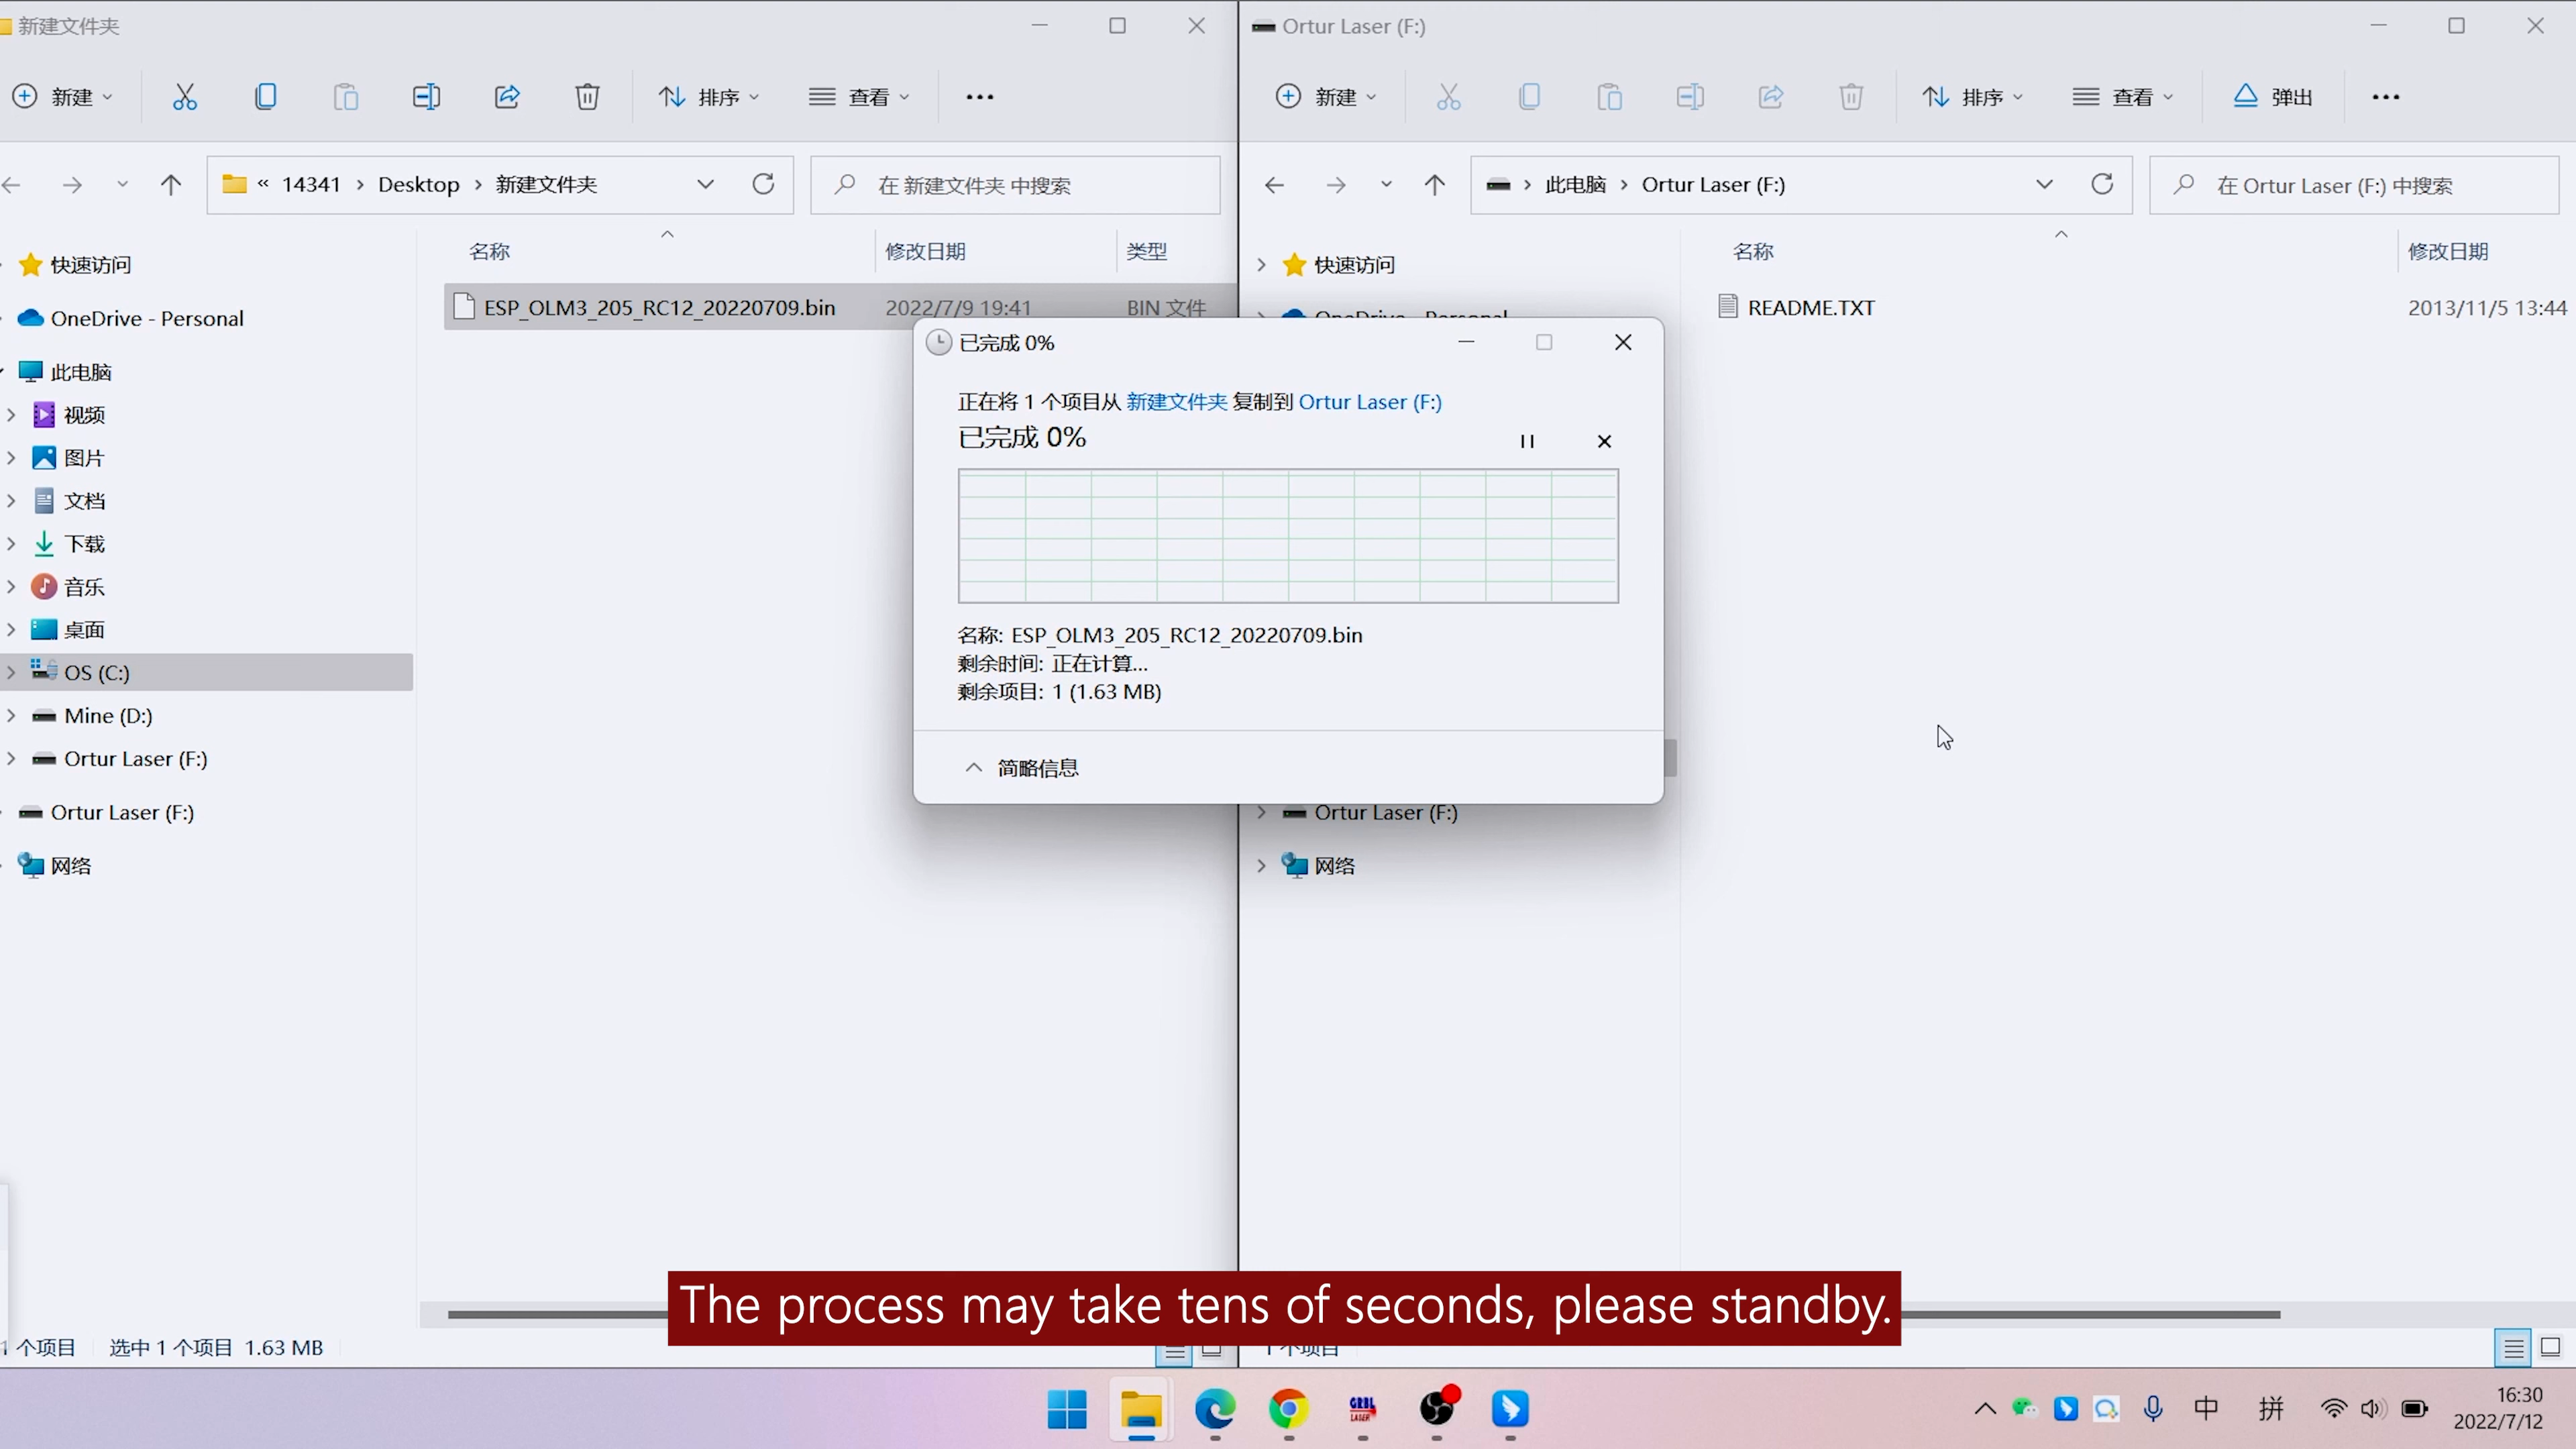 新建文件夹
新建
排序
查看
14341 Desktop 新建文件夹
在 新建文件夹 中搜索
名称
修改日期
类型
快速访问
OneDrive - Personal
此电脑
视频
图片
文档
下载
音乐
桌面
OS (C:)
Mine (D:)
Ortur Laser (F:)
Ortur Laser (F:)
网络
ESP_OLM3_205_RC12_20220709.bin
2022/7/9 19:41
BIN 文件
1 个项目
选中 1 个项目 1.63 MB
Ortur Laser (F:)
新建
排序
查看
弹出
此电脑 Ortur Laser (F:)
在 Ortur Laser (F:) 中搜索
名称
修改日期
快速访问
OneDrive - Personal
README.TXT
2013/11/5 13:44
Ortur Laser (F:)
网络
1 个项目
已完成 0%
正在将 1 个项目从 新建文件夹 复制到 Ortur Laser (F:)
已完成 0%
名称: ESP_OLM3_205_RC12_20220709.bin
剩余时间: 正在计算...
剩余项目: 1 (1.63 MB)
简略信息
The process may take tens of seconds, please standby.
GRBL
LASER
中
拼
16:30
2022/7/12